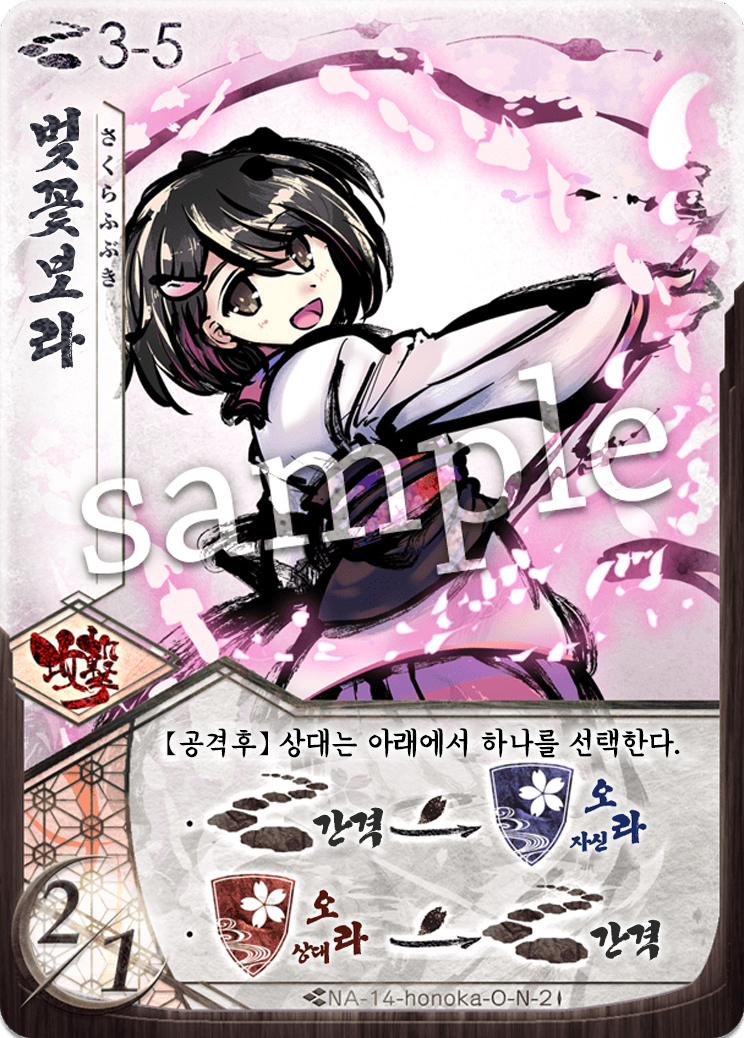 3-5
벚꽃보라
さくらふぶき
sample
攻撃
【공격후】 상대는 아래에서 하나를 선택한다.
· 간격 → 오라 자신
· 오라 상대 → 간격
2/1
NA-14-honoka-O-N-2